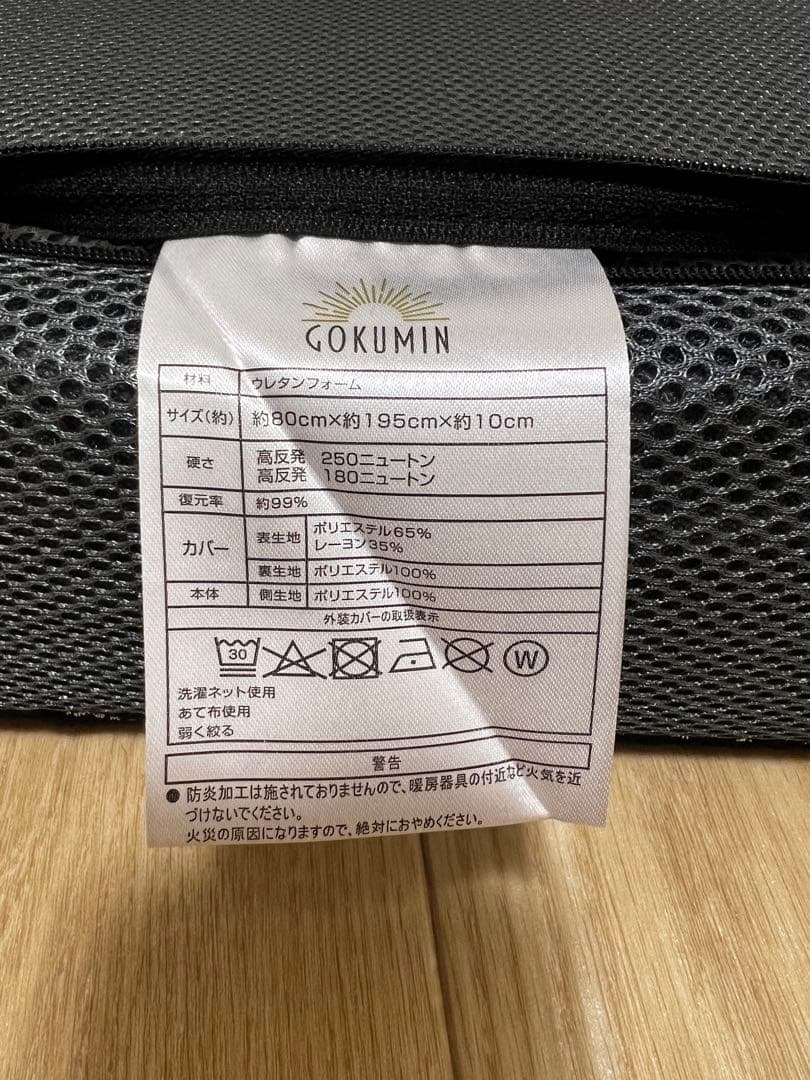 GOKUMIN
材料 ウレタンフォーム
サイズ(約) 約80cm×約195cm×約10cm
硬さ 高反発 250ニュートン
高反発 180ニュートン
復元率 約99%
カバー 表生地 ポリエステル65%
レーヨン35%
裏生地 ポリエステル100%
本体 側生地 ポリエステル100%
外装カバーの取扱表示
30 W
洗濯ネット使用
あて布使用
弱く絞る
警告
● 防炎加工は施されておりませんので、暖房器具の付近など火気を近
づけないでください。
火災の原因になりますので、絶対におやめください。